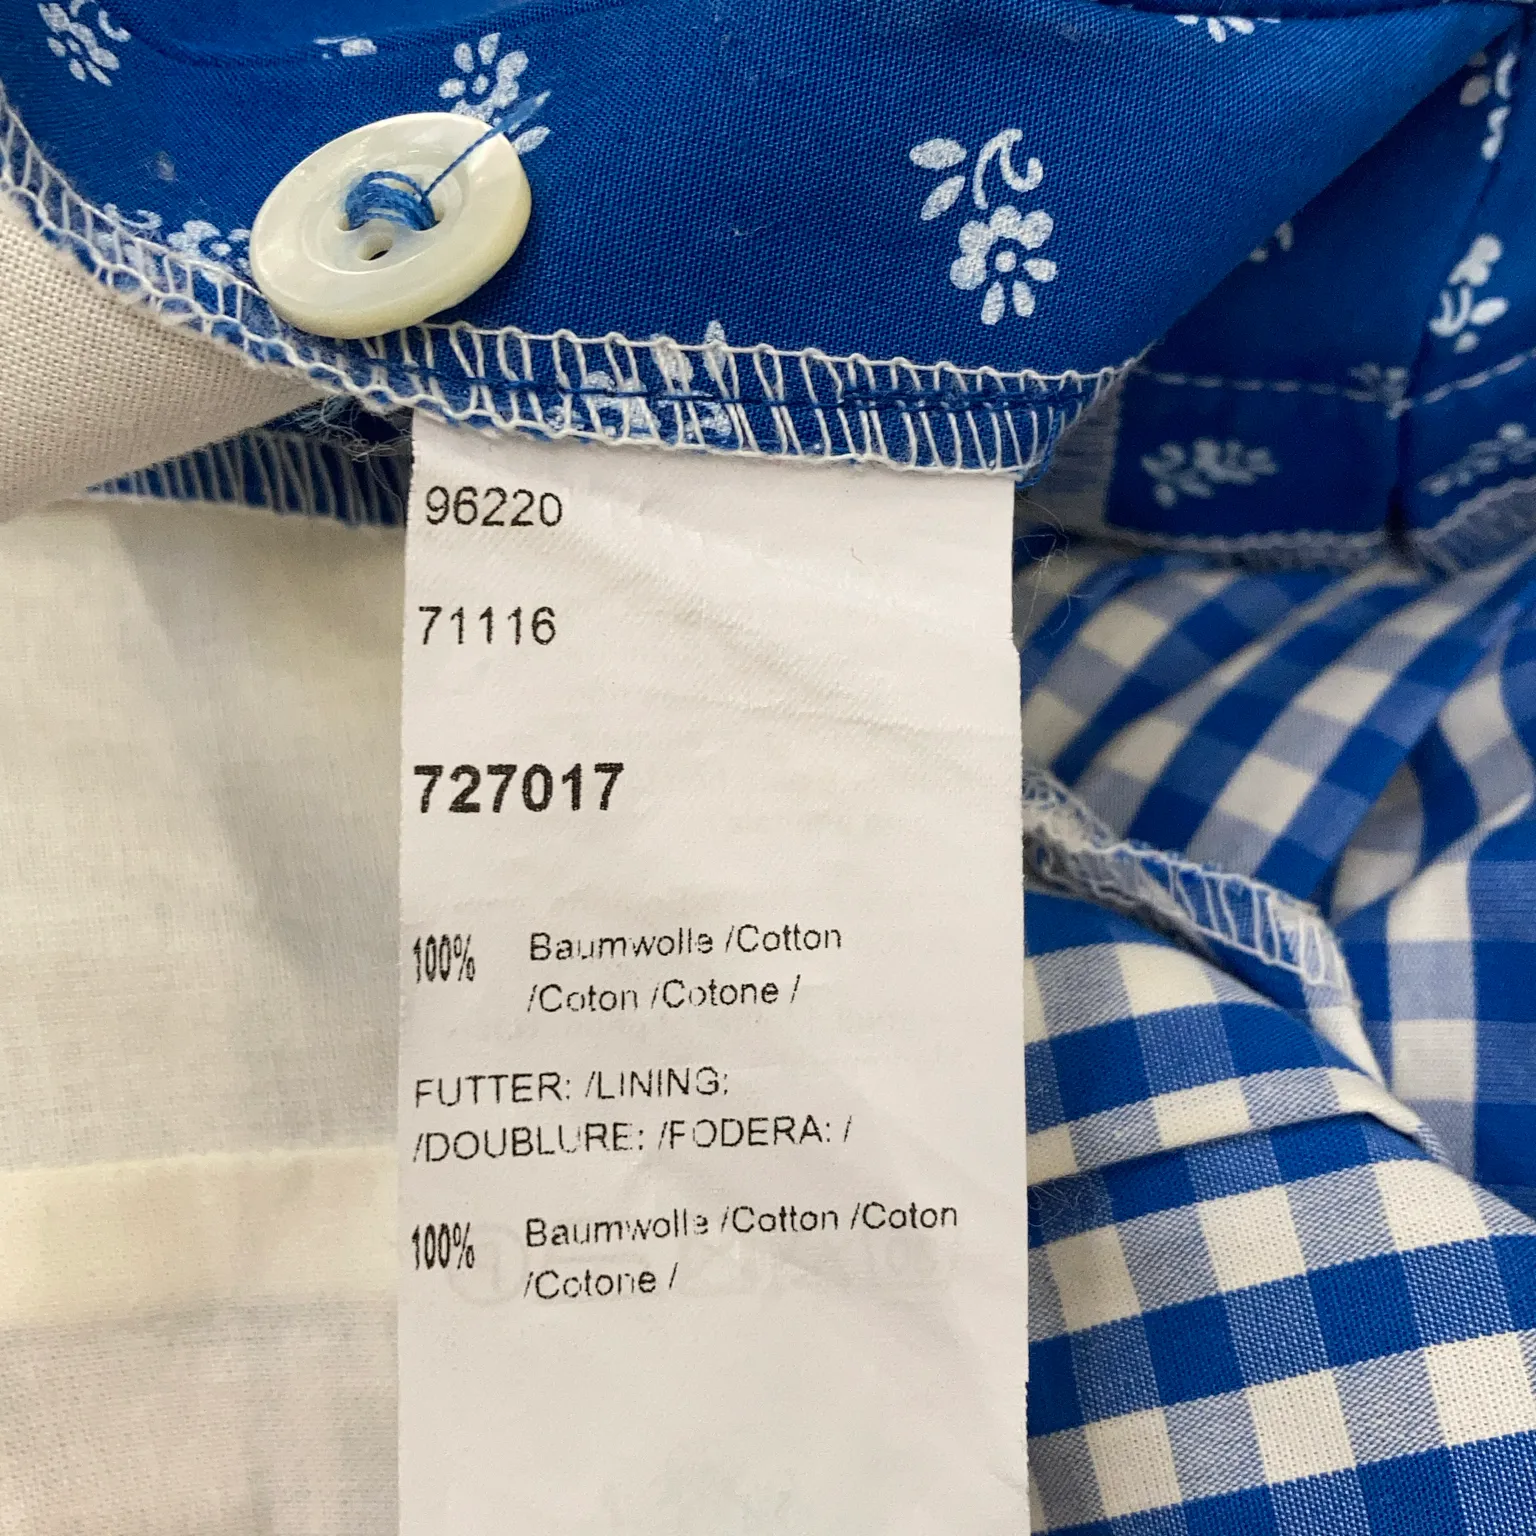 96220
71116
727017
100% Baumwolle /Cotton
/Coton /Cotone /
FUTTER: /LINING:
/DOUBLURE: /FODERA: /
100% Baumwolle /Cotton /Coton
/Cotone /